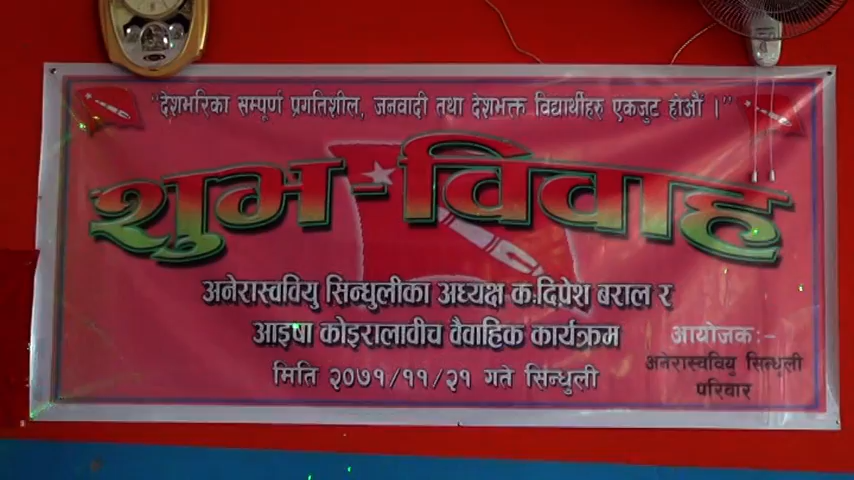 "देशभरिका सम्पूर्ण प्रगतिशील, जनवादी तथा देशभक्त विद्यार्थीहरु एकजुट होऔं ।"
शुभ-विवाह
अनेरास्ववियु सिन्धुलीका अध्यक्ष क.दिपेश बराल र
आइषा कोइरालावीच वैवाहिक कार्यक्रम
मिति २०७१/११/२१ गते सिन्धुली
आयोजक:-
अनेरास्ववियु सिन्धुली
परिवार